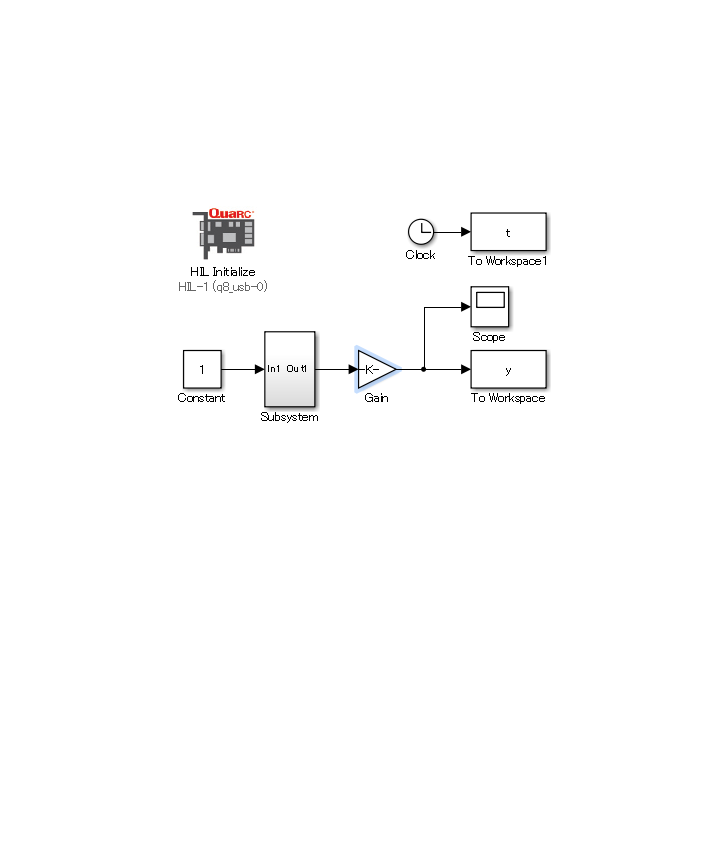 QUARC
HIL Initialize
HIL-1 (q8_usb-0)
Clock
t
To Workspace1
Scope
1
Constant
In1 Out1
Subsystem
-K-
Gain
y
To Workspace